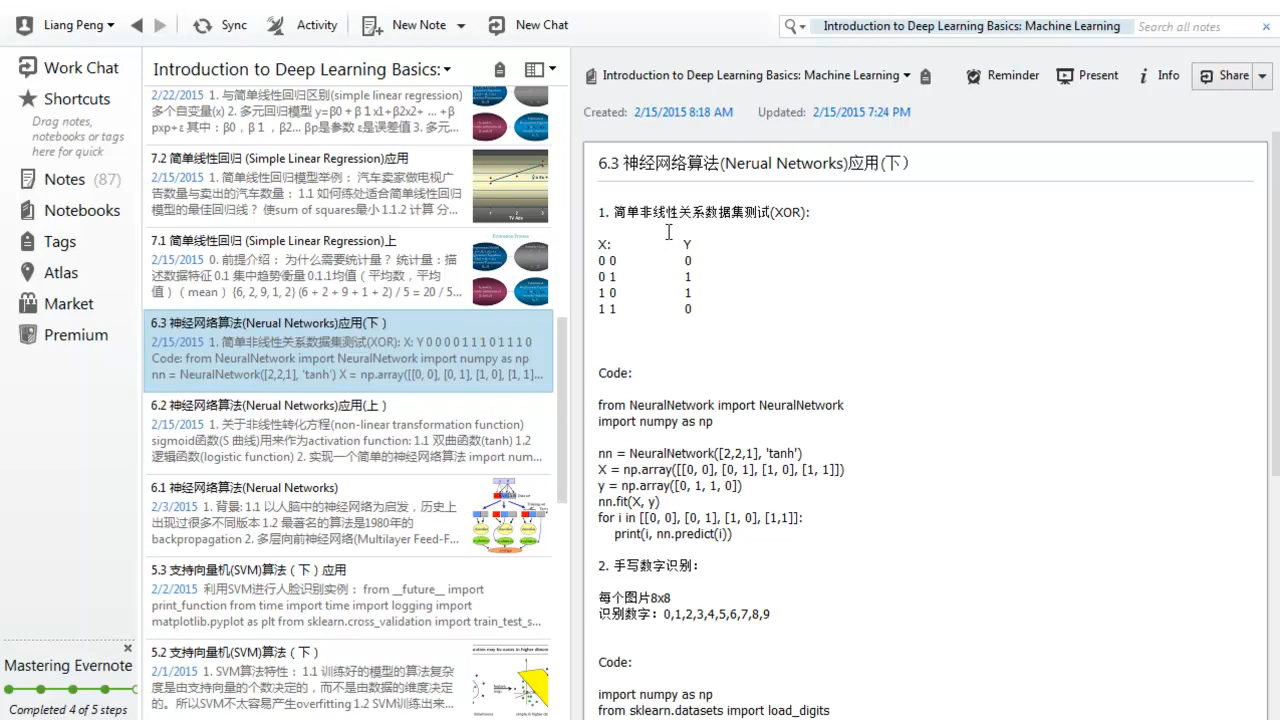 Liang Peng
Sync
Activity
New Note
New Chat
Introduction to Deep Learning Basics: Machine Learning
Search all notes
Work Chat
Shortcuts
Drag notes,
notebooks or tags
here for quick
Notes (87)
Notebooks
Tags
Atlas
Market
Premium
Mastering Evernote
Completed 4 of 5 steps
Introduction to Deep Learning Basics:
2/22/2015 1. 与简单线性回归区别(simple linear regression)
多个自变量(x) 2. 多元回归模型 y=β0 + β1x1+β2x2+ ... +β
pxp+ε 其中：β0，β1，β2... βp是参数 ε是误差值 3. 多元...
7.2 简单线性回归 (Simple Linear Regression)应用
2/15/2015 1. 简单线性回归模型举例： 汽车卖家做电视广
告数量与卖出的汽车数量： 1.1 如何练处适合简单线性回归
模型的最佳回归线？ 使sum of squares最小 1.1.2 计算 分...
7.1 简单线性回归 (Simple Linear Regression)上
2/15/2015 0. 前提介绍： 为什么需要统计量？ 统计量：描
述数据特征 0.1 集中趋势衡量 0.1.1均值（平均数，平均
值）（mean） {6, 2, 9, 1, 2} (6 + 2 + 9 + 1 + 2) / 5 = 20 / 5...
6.3 神经网络算法(Nerual Networks)应用(下）
2/15/2015 1. 简单非线性关系数据集测试(XOR): X: Y 0 0 0 0 1 1 1 0 1 1 1 0
Code: from NeuralNetwork import NeuralNetwork import numpy as np
nn = NeuralNetwork([2,2,1], 'tanh') X = np.array([[0, 0], [0, 1], [1, 0], [1, 1]...
6.2 神经网络算法(Nerual Networks)应用(上）
2/15/2015 1. 关于非线性转化方程(non-linear transformation function)
sigmoid函数(S 曲线)用来作为activation function: 1.1 双曲函数(tanh) 1.2
逻辑函数(logistic function) 2. 实现一个简单的神经网络算法 import num...
6.1 神经网络算法(Nerual Networks)
2/3/2015 1. 背景: 1.1 以人脑中的神经网络为启发，历史上
出现过很多不同版本 1.2 最著名的算法是1980年的
backpropagation 2. 多层向前神经网络(Multilayer Feed-F...
5.3 支持向量机(SVM)算法（下）应用
2/2/2015 利用SVM进行人脸识别实例： from __future__ import
print_function from time import time import logging import
matplotlib.pyplot as plt from sklearn.cross_validation import train_test_s...
5.2 支持向量机(SVM)算法（下）
2/1/2015 1. SVM算法特性： 1.1 训练好的模型的算法复杂
度是由支持向量的个数决定的，而不是由数据的维度决定
的。所以SVM不太容易产生overfitting 1.2 SVM训练出来...
Introduction to Deep Learning Basics: Machine Learning
Reminder
Present
Info
Share
Created: 2/15/2015 8:18 AM Updated: 2/15/2015 7:24 PM
6.3 神经网络算法(Nerual Networks)应用(下）
1. 简单非线性关系数据集测试(XOR):
X: Y
0 0 0
0 1 1
1 0 1
1 1 0
Code:
from NeuralNetwork import NeuralNetwork
import numpy as np
nn = NeuralNetwork([2,2,1], 'tanh')
X = np.array([[0, 0], [0, 1], [1, 0], [1, 1]])
y = np.array([0, 1, 1, 0])
nn.fit(X, y)
for i in [[0, 0], [0, 1], [1, 0], [1,1]]:
print(i, nn.predict(i))
2. 手写数字识别：
每个图片8x8
识别数字：0,1,2,3,4,5,6,7,8,9
Code:
import numpy as np
from sklearn.datasets import load_digits